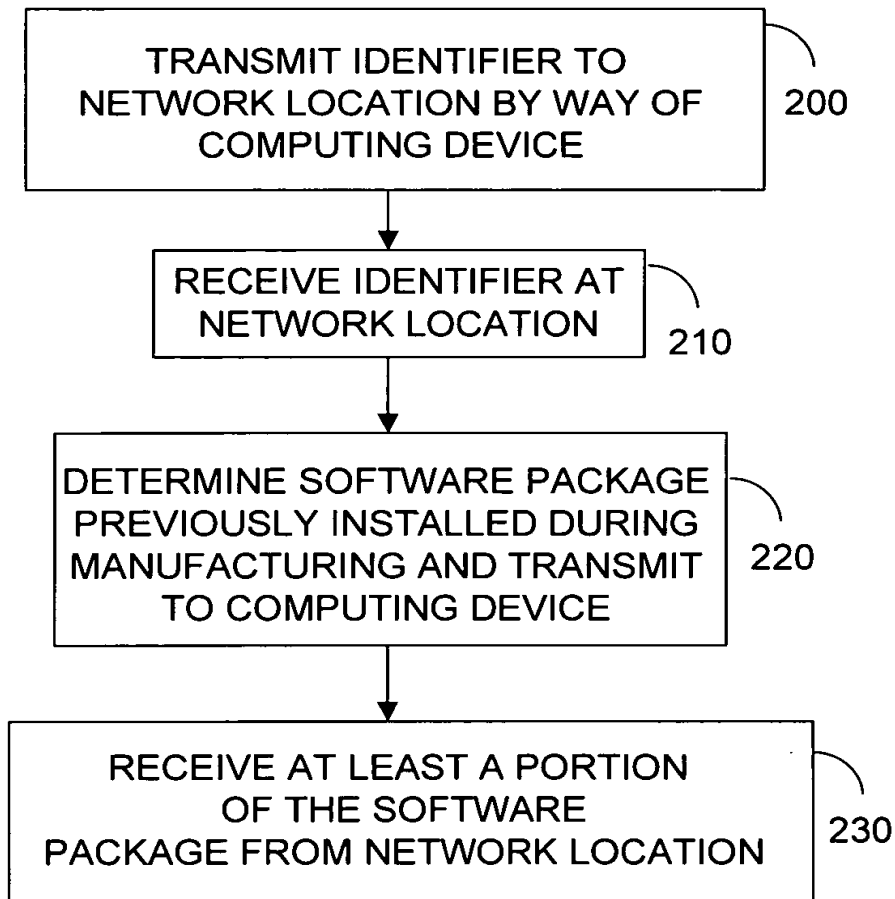 TRANSMIT IDENTIFIER TO
NETWORK LOCATION BY WAY OF
COMPUTING DEVICE
200
RECEIVE IDENTIFIER AT
NETWORK LOCATION
210
DETERMINE SOFTWARE PACKAGE
PREVIOUSLY INSTALLED DURING
MANUFACTURING AND TRANSMIT
TO COMPUTING DEVICE
220
RECEIVE AT LEAST A PORTION
OF THE SOFTWARE
PACKAGE FROM NETWORK LOCATION
230